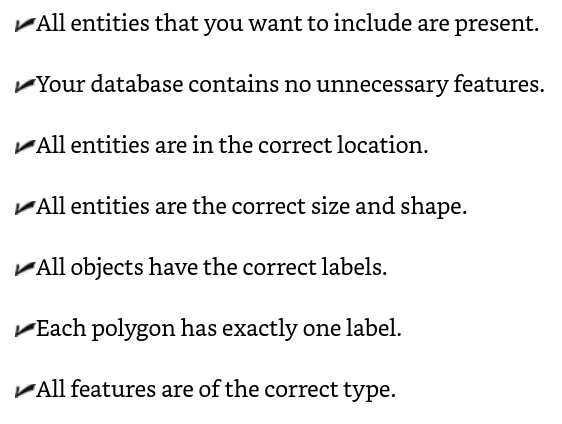 ✔All entities that you want to include are present.
✔Your database contains no unnecessary features.
✔All entities are in the correct location.
✔All entities are the correct size and shape.
✔All objects have the correct labels.
✔Each polygon has exactly one label.
✔All features are of the correct type.